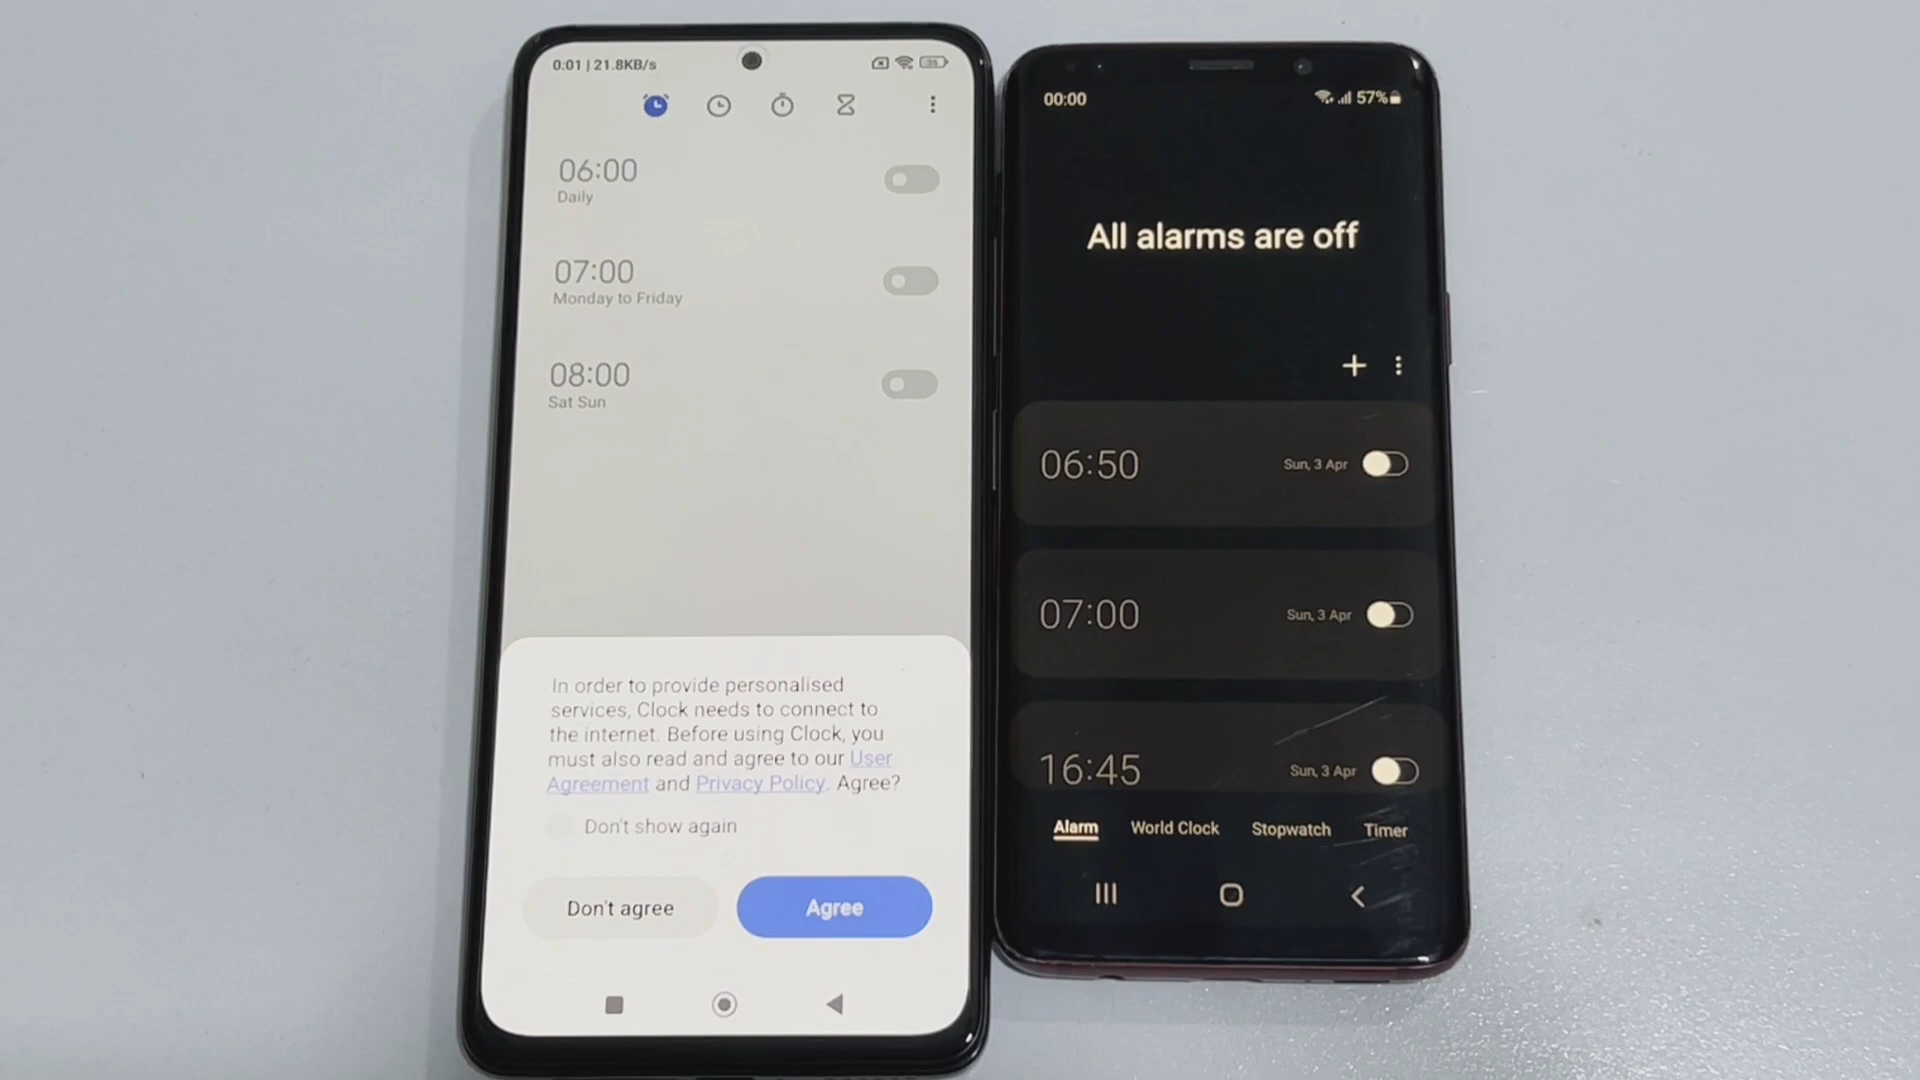 0:01 | 21.8KB/s
06:00
Daily
07:00
Monday to Friday
08:00
Sat Sun
In order to provide personalised
services, Clock needs to connect to
the internet. Before using Clock, you
must also read and agree to our User
Agreement and Privacy Policy. Agree?
Don't show again
Don't agree
Agree
00:00
57%
All alarms are off
06:50
Sun, 3 Apr
07:00
Sun, 3 Apr
16:45
Sun, 3 Apr
Alarm
World Clock
Stopwatch
Timer